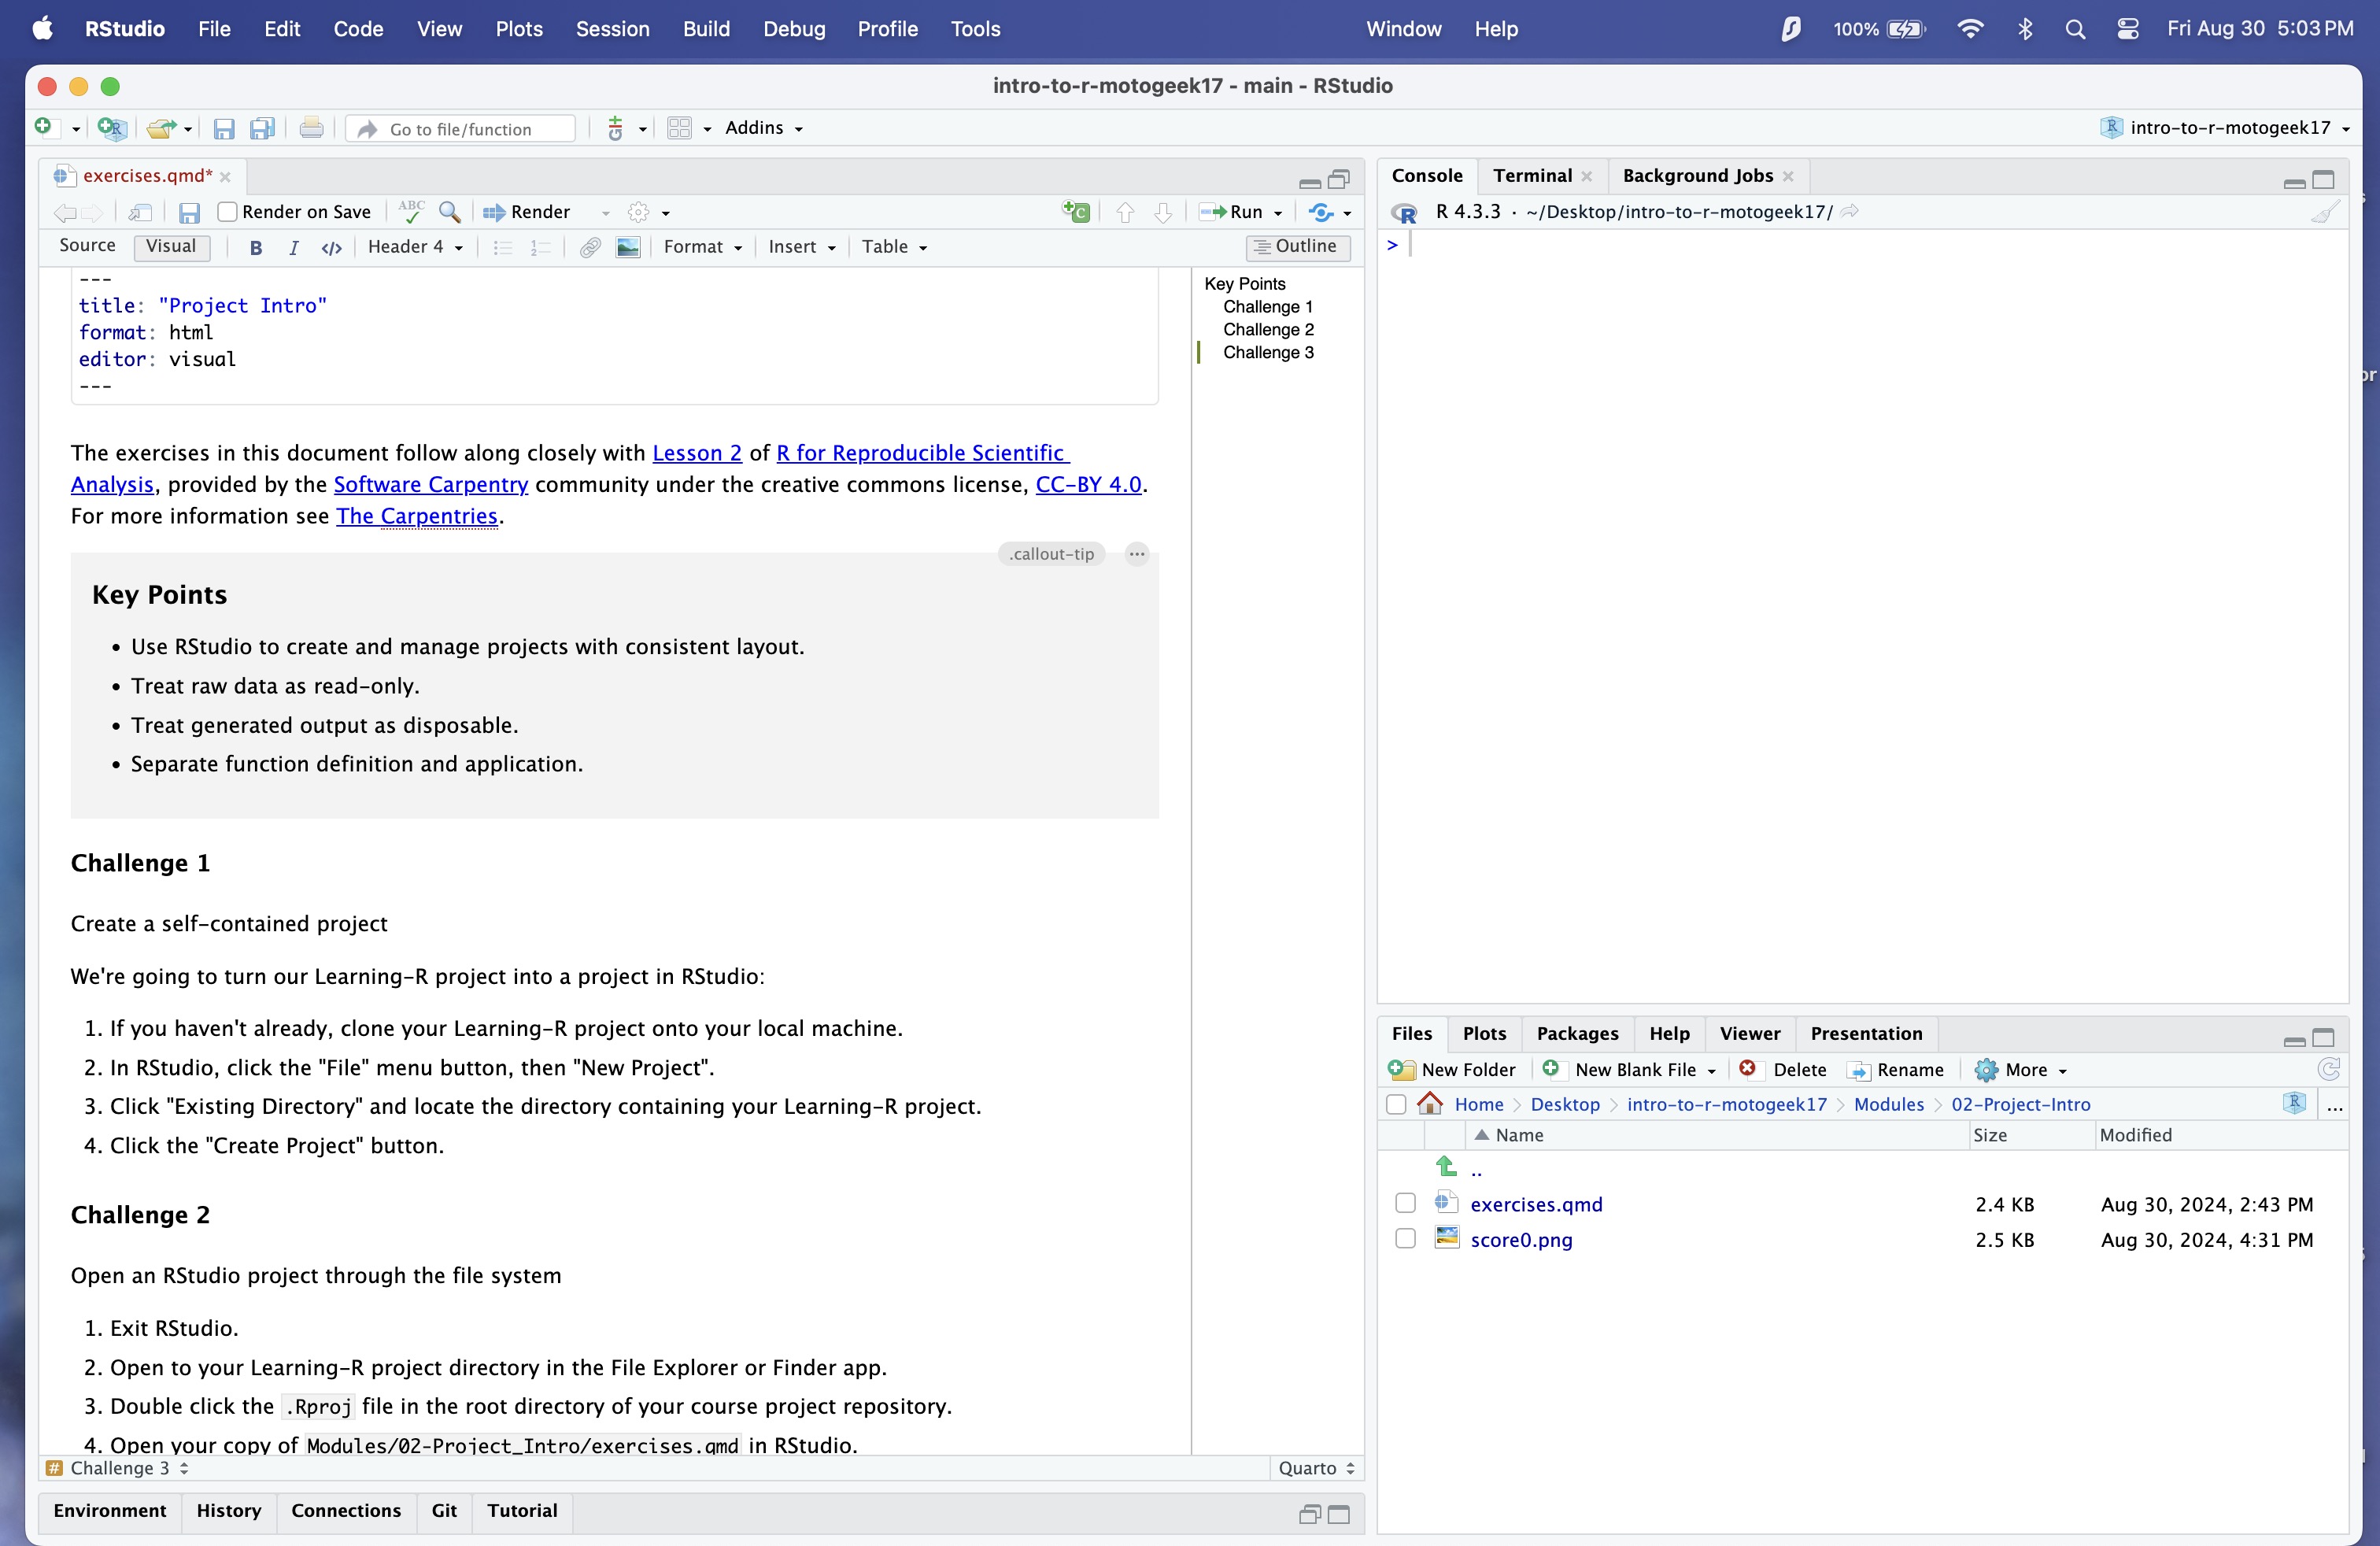 RStudio File Edit Code View Plots Session Build Debug Profile Tools Window Help 100% Fri Aug 30 5:03 PM
intro-to-r-motogeek17 - main - RStudio
Go to file/function Addins intro-to-r-motogeek17
exercises.qmd*
Render on Save ABC Render Run
Source Visual B I </> Header 4 Format Insert Table Outline
---
title: "Project Intro"
format: html
editor: visual
---
The exercises in this document follow along closely with Lesson 2 of R for Reproducible Scientific
Analysis, provided by the Software Carpentry community under the creative commons license, CC-BY 4.0.
For more information see The Carpentries.
.callout-tip ...
Key Points
• Use RStudio to create and manage projects with consistent layout.
• Treat raw data as read-only.
• Treat generated output as disposable.
• Separate function definition and application.
Challenge 1
Create a self-contained project
We're going to turn our Learning-R project into a project in RStudio:
1. If you haven't already, clone your Learning-R project onto your local machine.
2. In RStudio, click the "File" menu button, then "New Project".
3. Click "Existing Directory" and locate the directory containing your Learning-R project.
4. Click the "Create Project" button.
Challenge 2
Open an RStudio project through the file system
1. Exit RStudio.
2. Open to your Learning-R project directory in the File Explorer or Finder app.
3. Double click the .Rproj file in the root directory of your course project repository.
4. Open your copy of Modules/02-Project_Intro/exercises.qmd in RStudio.
Key Points
Challenge 1
Challenge 2
Challenge 3
# Challenge 3 Quarto
Environment History Connections Git Tutorial
Console Terminal Background Jobs
R 4.3.3 · ~/Desktop/intro-to-r-motogeek17/
>
Files Plots Packages Help Viewer Presentation
New Folder New Blank File Delete Rename More
Home > Desktop > intro-to-r-motogeek17 > Modules > 02-Project-Intro ...
Name Size Modified
..
exercises.qmd 2.4 KB Aug 30, 2024, 2:43 PM
score0.png 2.5 KB Aug 30, 2024, 4:31 PM